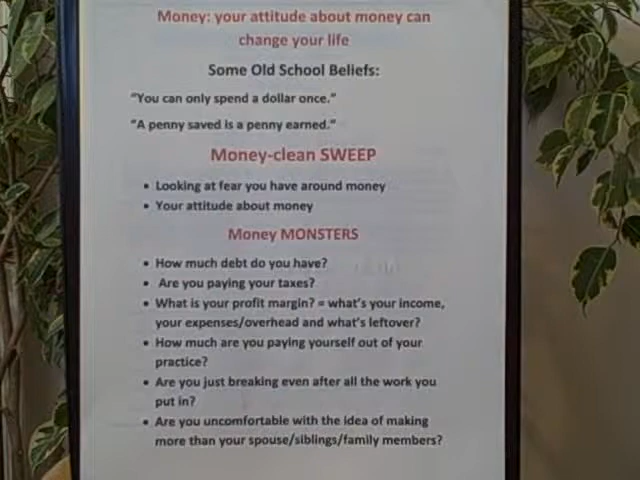 Money: your attitude about money can
change your life
Some Old School Beliefs:
"You can only spend a dollar once."
"A penny saved is a penny earned."
Money-clean SWEEP
• Looking at fear you have around money
• Your attitude about money
Money MONSTERS
• How much debt do you have?
• Are you paying your taxes?
• What is your profit margin? = what's your income,
your expenses/overhead and what's leftover?
• How much are you paying yourself out of your
practice?
• Are you just breaking even after all the work you
put in?
• Are you uncomfortable with the idea of making
more than your spouse/siblings/family members?